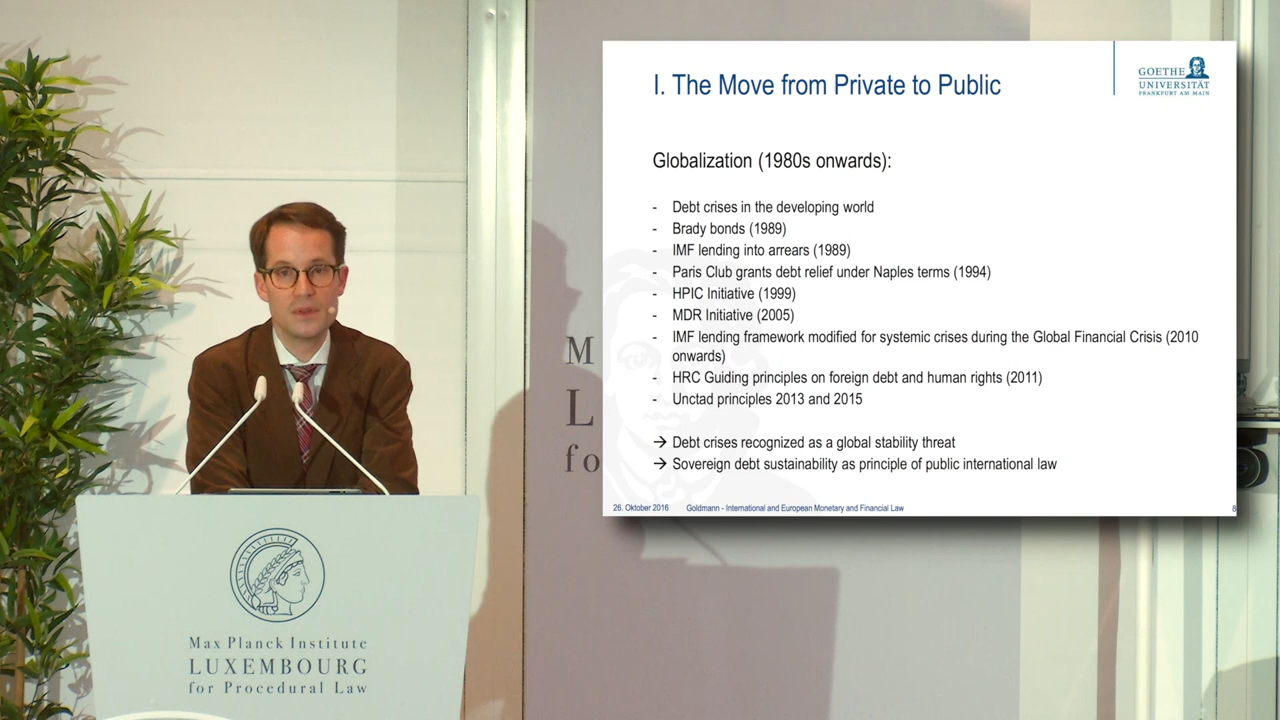 I. The Move from Private to Public
GOETHE
UNIVERSITÄT
FRANKFURT AM MAIN
Globalization (1980s onwards):
- Debt crises in the developing world
- Brady bonds (1989)
- IMF lending into arrears (1989)
- Paris Club grants debt relief under Naples terms (1994)
- HPIC Initiative (1999)
- MDR Initiative (2005)
- IMF lending framework modified for systemic crises during the Global Financial Crisis (2010
onwards)
- HRC Guiding principles on foreign debt and human rights (2011)
- Unctad principles 2013 and 2015
→ Debt crises recognized as a global stability threat
→ Sovereign debt sustainability as principle of public international law
26. Oktober 2016 Goldmann - International and European Monetary and Financial Law 8
M
L
fo
Max Planck Institute
LUXEMBOURG
for Procedural Law